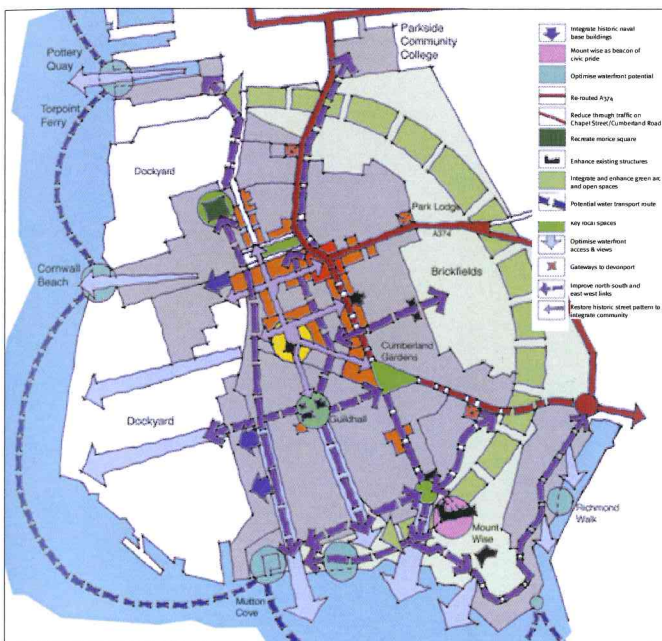 Parkside
Community
College
Pottery
Quay
Torpoint
Ferry
Dockyard
Park Lodge
A374
Cornwall
Beach
Brickfields
Cumberland
Gardens
Dockyard
Guildhall
Mount
Wise
Richmond
Walk
Mutton
Cove
Integrate historic naval
base buildings
Mount wise as beacon of
civic pride
Optimise waterfront potential
Re-routed A374
Reduce through traffic on
Chapel Street/Cumberland Road
Recreate morice square
Enhance existing structures
Integrate and enhance green arc
and open spaces
Potential water transport route
Key local spaces
Optimise waterfront
access & views
Gateways to devonport
Improve north-south and
east-west links
Restore historic street pattern to
integrate community